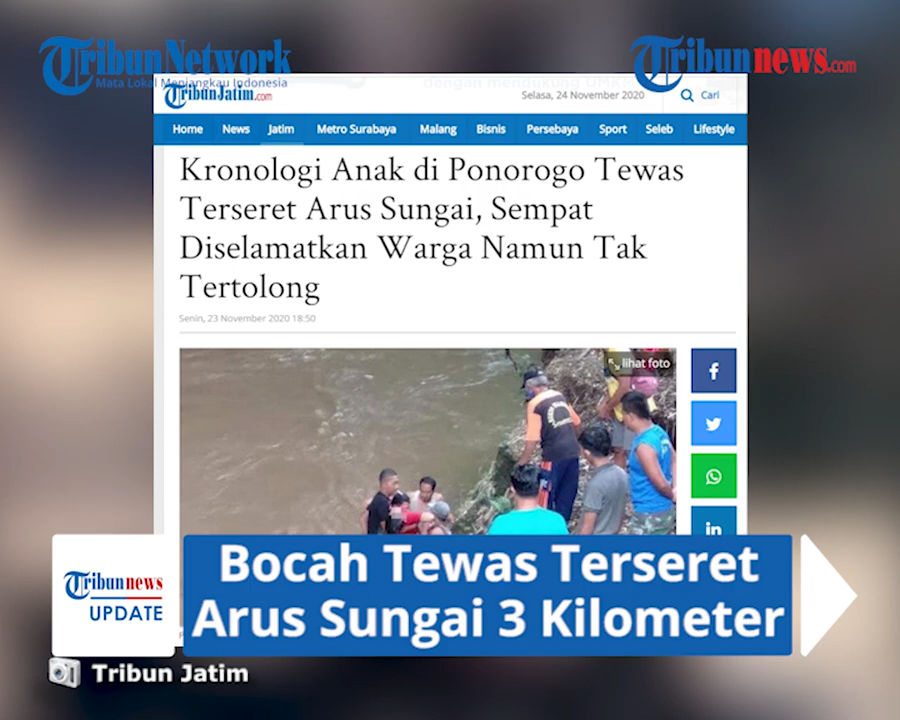 TribunNetwork
Mata Lokal Menjangkau Indonesia
Tribunnews.com
dengan mendukung UMKM
TribunJatim.com
Selasa, 24 November 2020
Cari
Home News Jatim Metro Surabaya Malang Bisnis Persebaya Sport Seleb Lifestyle
Kronologi Anak di Ponorogo Tewas
Terseret Arus Sungai, Sempat
Diselamatkan Warga Namun Tak
Tertolong
Senin, 23 November 2020 18:50
lihat foto
Tribunnews
UPDATE
Bocah Tewas Terseret
Arus Sungai 3 Kilometer
Tribun Jatim